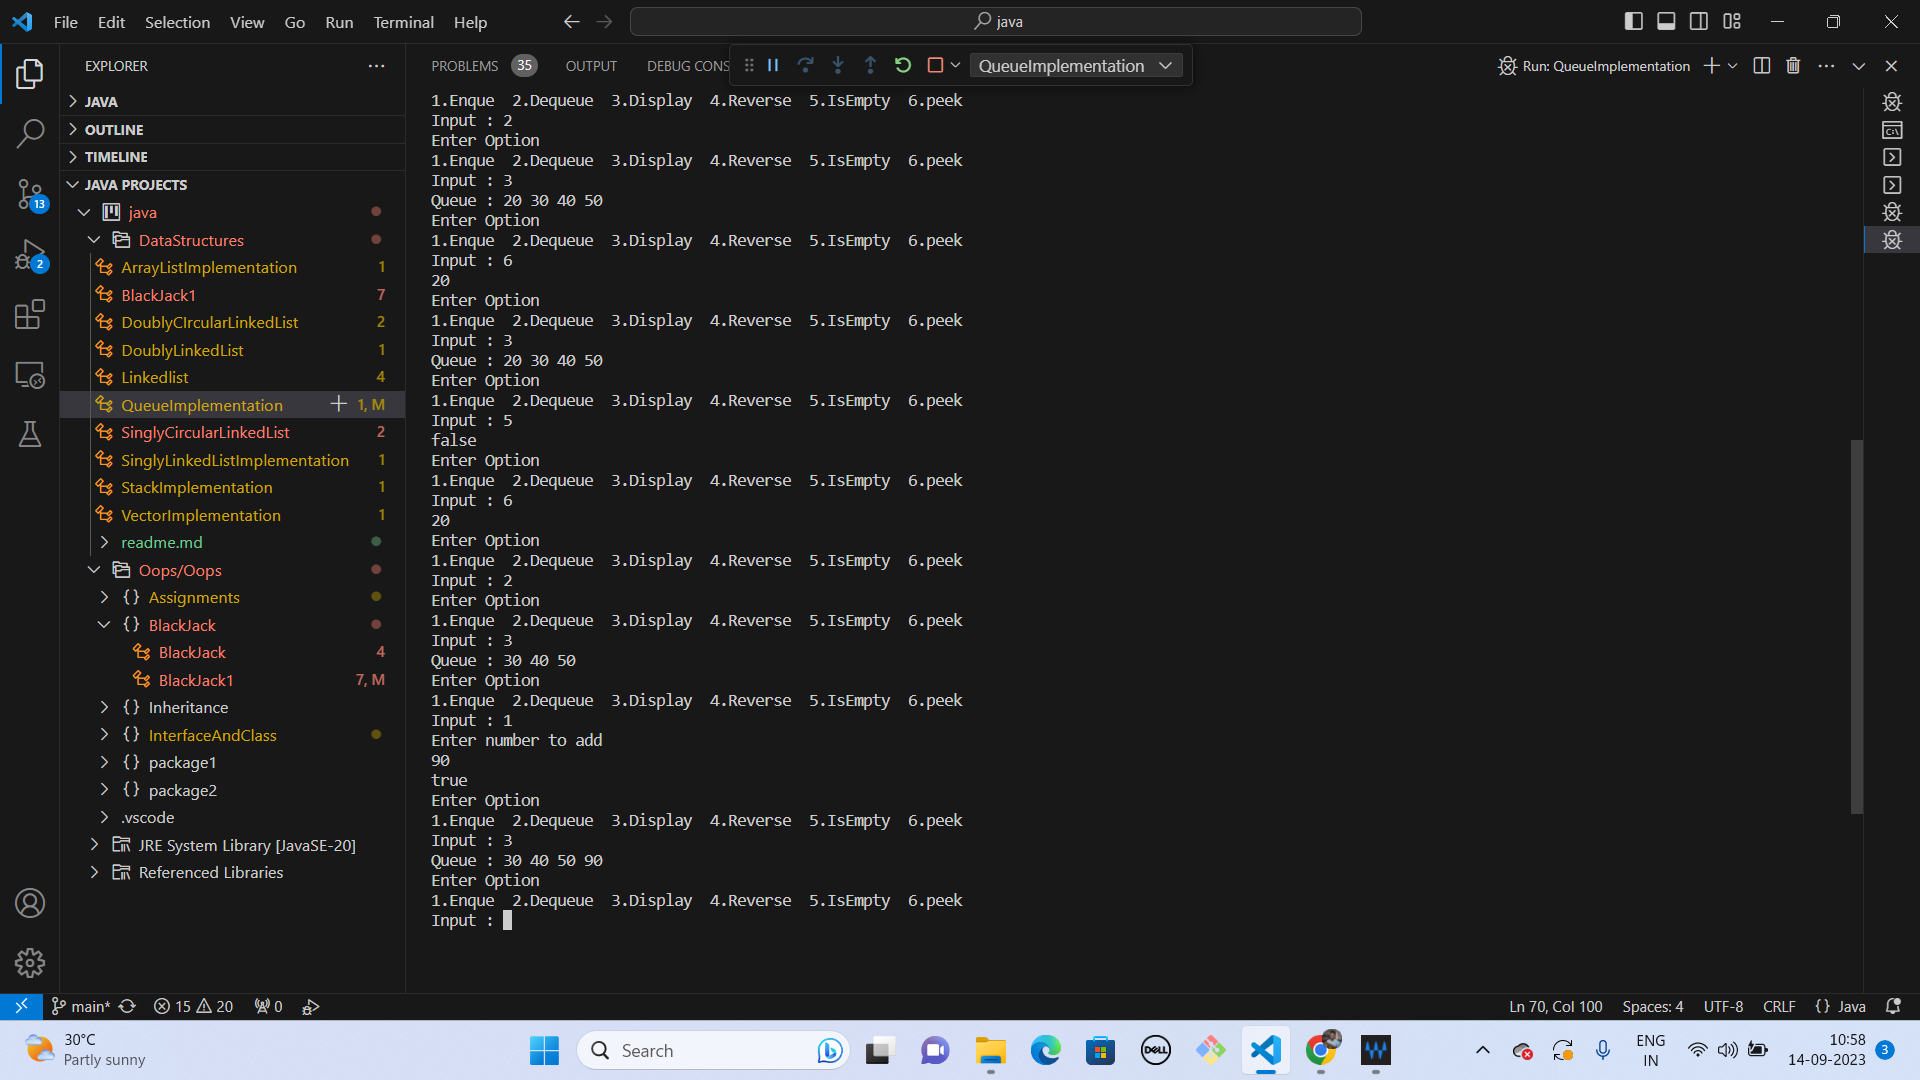 File Edit Selection View Go Run Terminal Help
java
EXPLORER
JAVA
OUTLINE
TIMELINE
JAVA PROJECTS
java
DataStructures
ArrayListImplementation 1
BlackJack1 7
DoublyCIrcularLinkedList 2
DoublyLinkedList 1
Linkedlist 4
QueueImplementation 1, M
SinglyCircularLinkedList 2
SinglyLinkedListImplementation 1
StackImplementation 1
VectorImplementation 1
readme.md
Oops/Oops
{} Assignments
{} BlackJack
BlackJack 4
BlackJack1 7, M
{} Inheritance
{} InterfaceAndClass
{} package1
{} package2
.vscode
JRE System Library [JavaSE-20]
Referenced Libraries
13
2
PROBLEMS 35 OUTPUT DEBUG CONS
QueueImplementation
Run: QueueImplementation
1.Enque 2.Dequeue 3.Display 4.Reverse 5.IsEmpty 6.peek
Input : 2
Enter Option
1.Enque 2.Dequeue 3.Display 4.Reverse 5.IsEmpty 6.peek
Input : 3
Queue : 20 30 40 50
Enter Option
1.Enque 2.Dequeue 3.Display 4.Reverse 5.IsEmpty 6.peek
Input : 6
20
Enter Option
1.Enque 2.Dequeue 3.Display 4.Reverse 5.IsEmpty 6.peek
Input : 3
Queue : 20 30 40 50
Enter Option
1.Enque 2.Dequeue 3.Display 4.Reverse 5.IsEmpty 6.peek
Input : 5
false
Enter Option
1.Enque 2.Dequeue 3.Display 4.Reverse 5.IsEmpty 6.peek
Input : 6
20
Enter Option
1.Enque 2.Dequeue 3.Display 4.Reverse 5.IsEmpty 6.peek
Input : 2
Enter Option
1.Enque 2.Dequeue 3.Display 4.Reverse 5.IsEmpty 6.peek
Input : 3
Queue : 30 40 50
Enter Option
1.Enque 2.Dequeue 3.Display 4.Reverse 5.IsEmpty 6.peek
Input : 1
Enter number to add
90
true
Enter Option
1.Enque 2.Dequeue 3.Display 4.Reverse 5.IsEmpty 6.peek
Input : 3
Queue : 30 40 50 90
Enter Option
1.Enque 2.Dequeue 3.Display 4.Reverse 5.IsEmpty 6.peek
Input :
main* 15 20 0
Ln 70, Col 100 Spaces: 4 UTF-8 CRLF {} Java
30°C
Partly sunny
Search
DELL
ENG
IN
10:58
14-09-2023
3